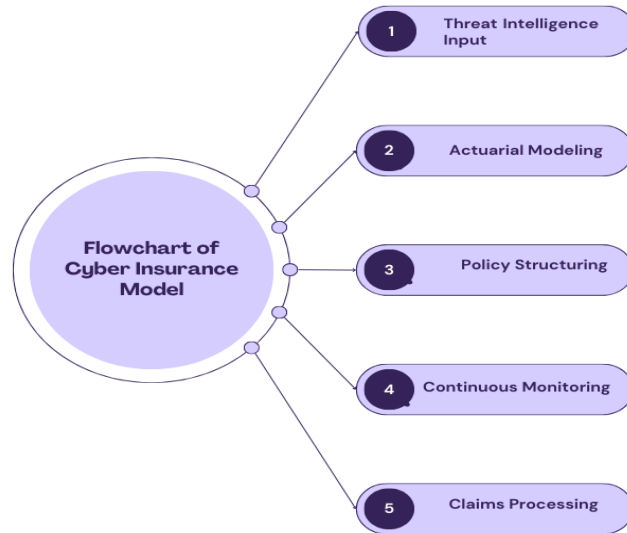 Flowchart of
Cyber Insurance
Model
1
Threat Intelligence
Input
2
Actuarial Modeling
3
Policy Structuring
4
Continuous Monitoring
5
Claims Processing